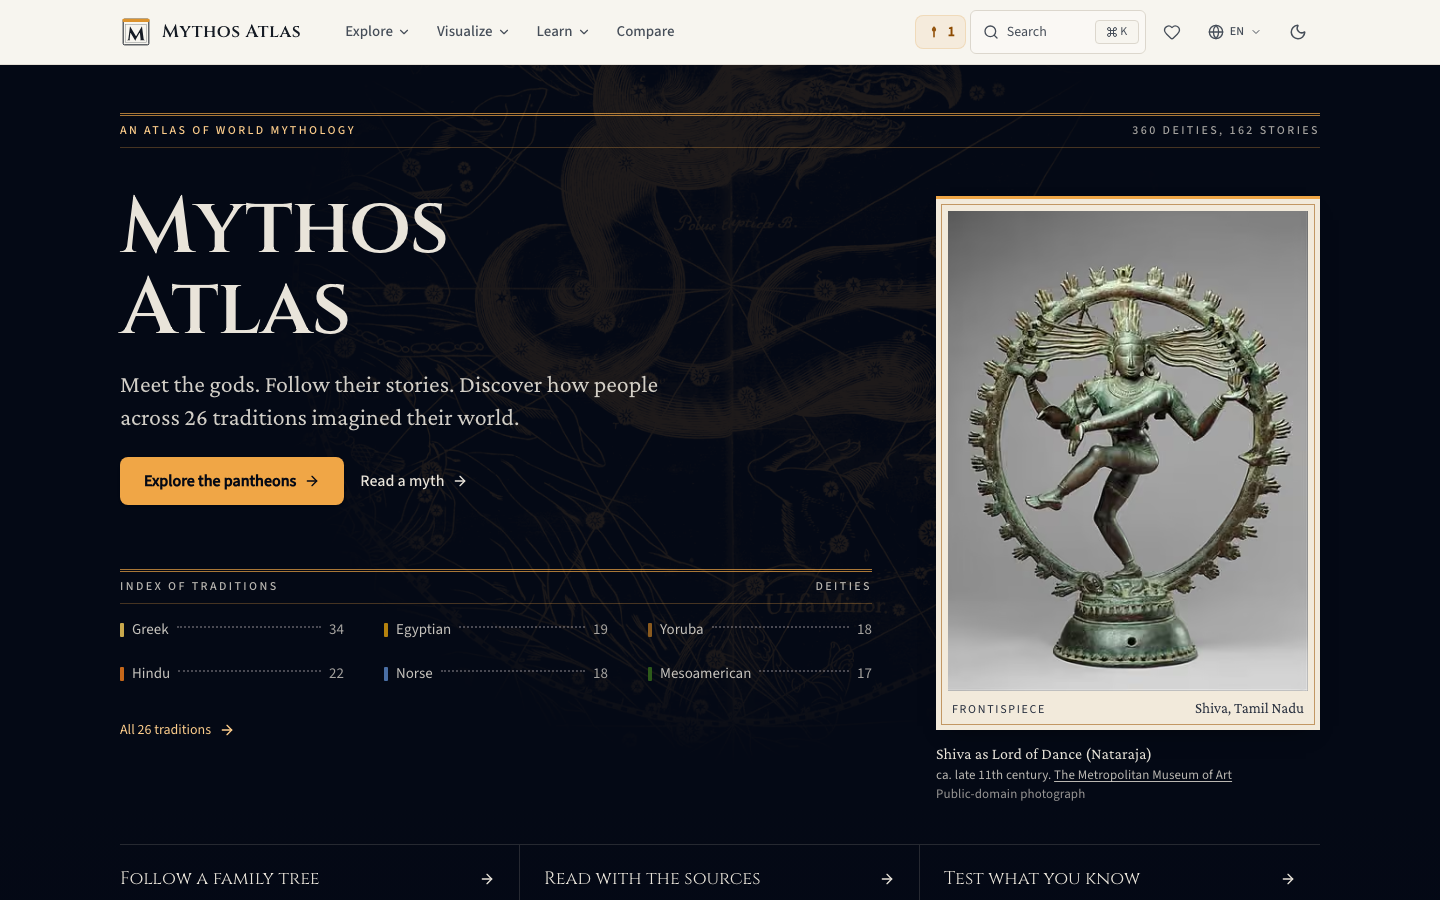 MYTHOS ATLAS
Explore
Visualize
Learn
Compare
1
Search
⌘K
EN
AN ATLAS OF WORLD MYTHOLOGY
360 DEITIES, 162 STORIES
MYTHOS
ATLAS
Meet the gods. Follow their stories. Discover how people
across 26 traditions imagined their world.
Explore the pantheons →
Read a myth →
INDEX OF TRADITIONS
DEITIES
Greek 34
Egyptian 19
Yoruba 18
Hindu 22
Norse 18
Mesoamerican 17
All 26 traditions →
FRONTISPIECE
Shiva, Tamil Nadu
Shiva as Lord of Dance (Nataraja)
ca. late 11th century. The Metropolitan Museum of Art
Public-domain photograph
FOLLOW A FAMILY TREE →
READ WITH THE SOURCES →
TEST WHAT YOU KNOW →